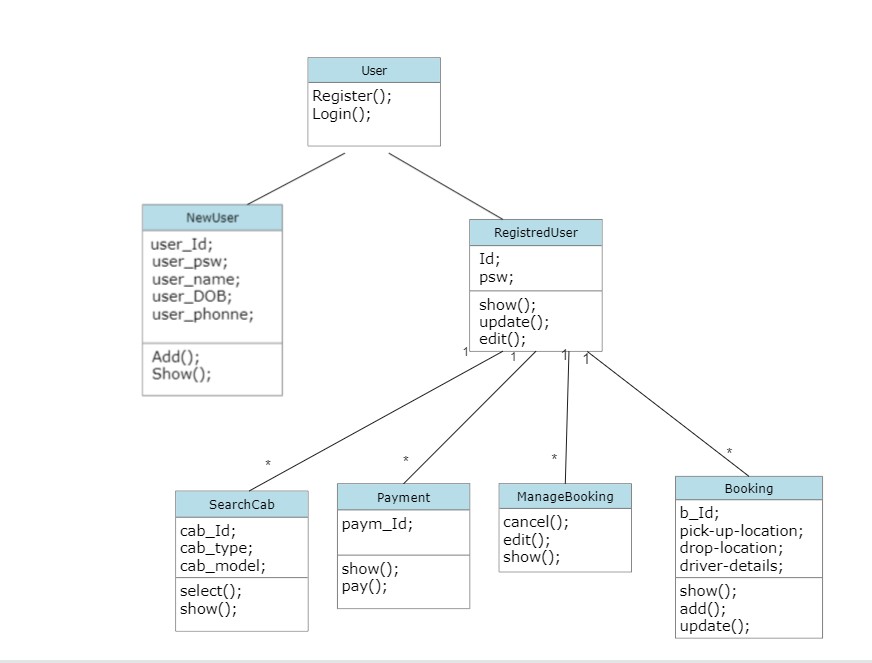 User
Register();
Login();
NewUser
user_Id;
user_psw;
user_name;
user_DOB;
user_phonne;
Add();
Show();
RegistredUser
Id;
psw;
show();
update();
edit();
1
1
1
1
*
*
*
*
SearchCab
cab_Id;
cab_type;
cab_model;
select();
show();
Payment
paym_Id;
show();
pay();
ManageBooking
cancel();
edit();
show();
Booking
b_Id;
pick-up-location;
drop-location;
driver-details;
show();
add();
update();